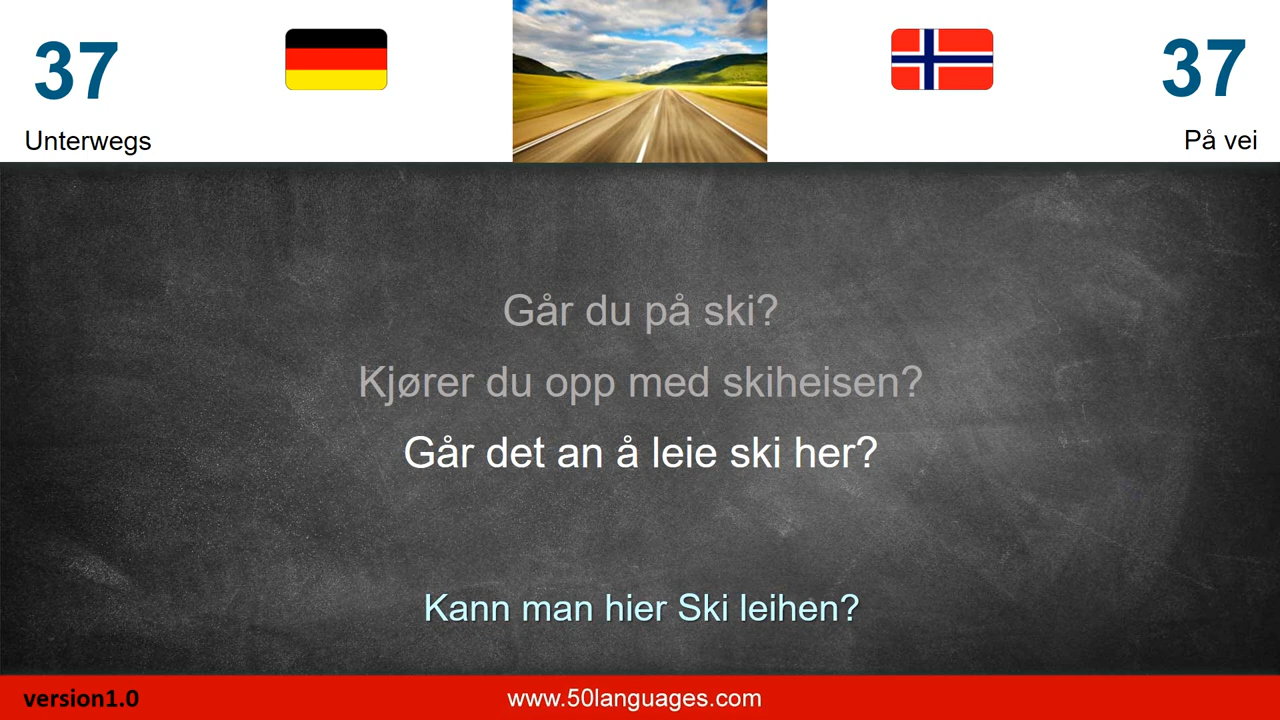 37
37
Unterwegs
På vei
Går du på ski?
Kjører du opp med skiheisen?
Går det an å leie ski her?
Kann man hier Ski leihen?
version1.0
www.50languages.com